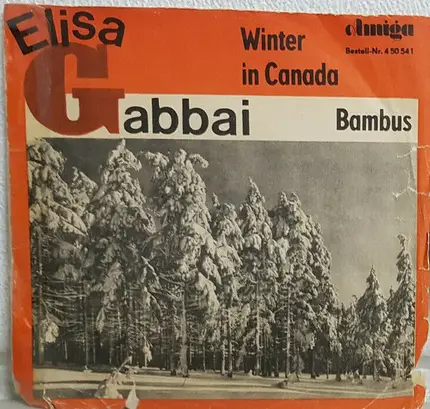 Elisa
Gabbai
Winter
in Canada
Bambus
Amiga
Bestell-Nr. 4 50 541